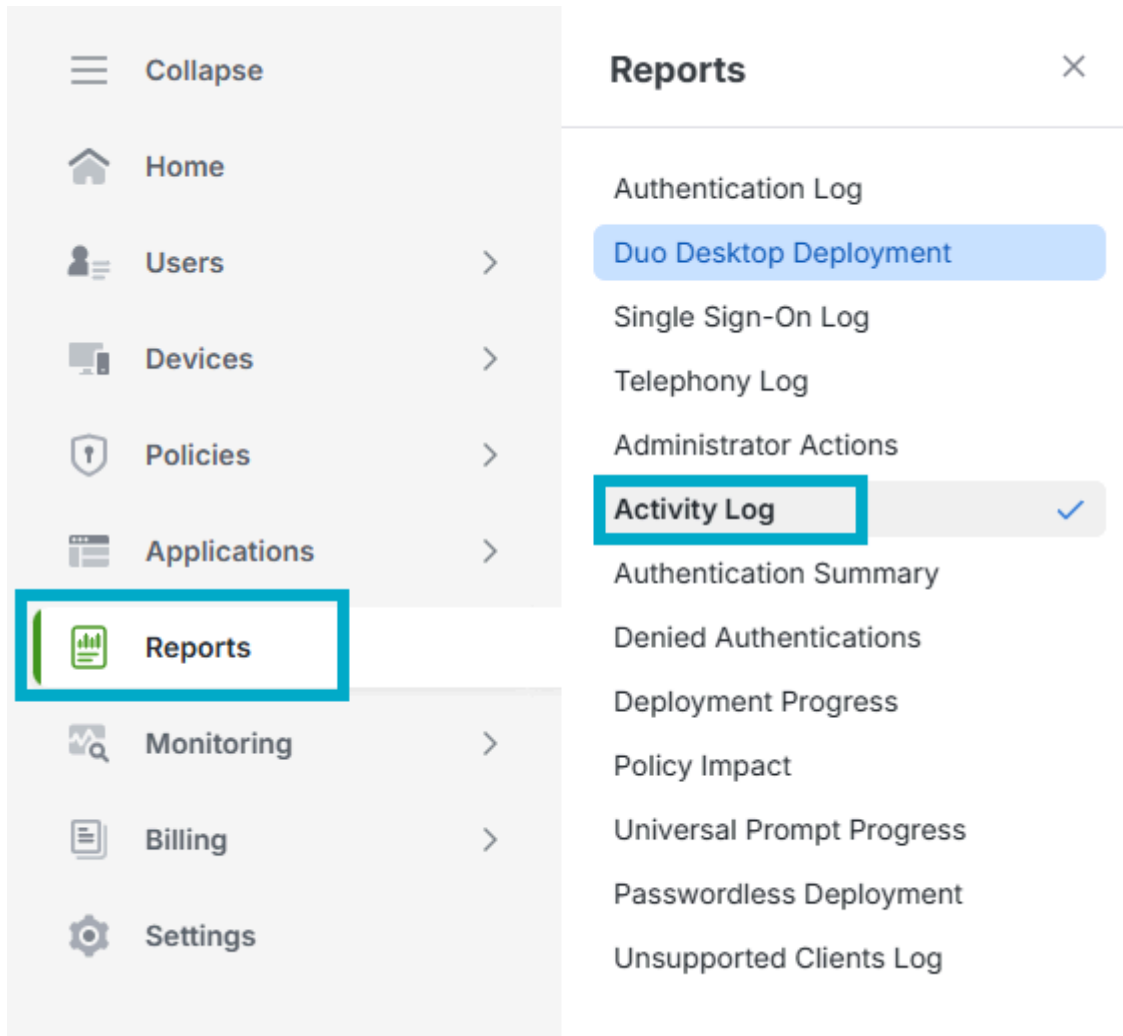 Collapse
Home
Users
Devices
Policies
Applications
Reports
Monitoring
Billing
Settings
Reports
Authentication Log
Duo Desktop Deployment
Single Sign-On Log
Telephony Log
Administrator Actions
Activity Log
Authentication Summary
Denied Authentications
Deployment Progress
Policy Impact
Universal Prompt Progress
Passwordless Deployment
Unsupported Clients Log